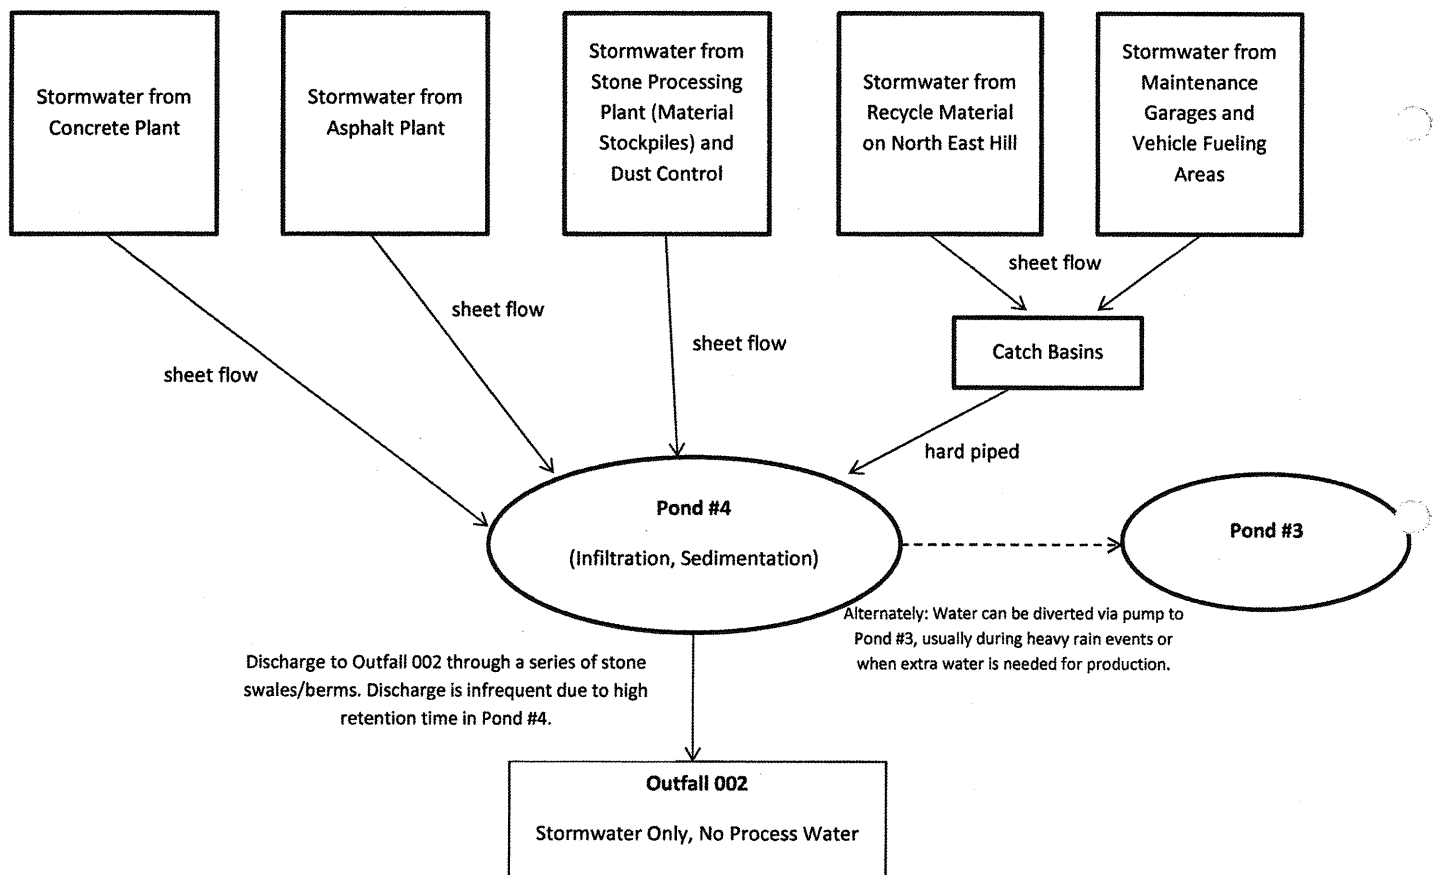 Stormwater from
Concrete Plant
Stormwater from
Asphalt Plant
Stormwater from
Stone Processing
Plant (Material
Stockpiles) and
Dust Control
Stormwater from
Recycle Material
on North East Hill
Stormwater from
Maintenance
Garages and
Vehicle Fueling
Areas
sheet flow
sheet flow
sheet flow
sheet flow
Catch Basins
hard piped
Pond #4
(Infiltration, Sedimentation)
Pond #3
Alternately: Water can be diverted via pump to
Pond #3, usually during heavy rain events or
when extra water is needed for production.
Discharge to Outfall 002 through a series of stone
swales/berms. Discharge is infrequent due to high
retention time in Pond #4.
Outfall 002
Stormwater Only, No Process Water